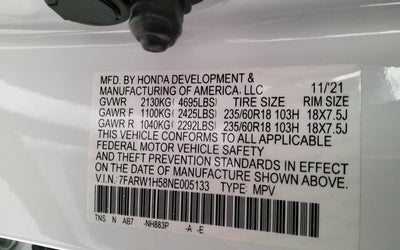 MFD. BY HONDA DEVELOPMENT &
MANUFACTURING OF AMERICA, LLC 11/'21
GVWR 2130KG(4695LBS) TIRE SIZE RIM SIZE
GAWR F 1100KG(2425LBS) 235/60R18 103H 18X7.5J
GAWR R 1040KG(2292LBS) 235/60R18 103H 18X7.5J
THIS VEHICLE CONFORMS TO ALL APPLICABLE
FEDERAL MOTOR VEHICLE SAFETY
AND THEFT PREVENTION STANDARDS IN EFFECT
ON THE DATE OF MANUFACTURE SHOWN ABOVE.
V.I.N.: 7FARW1H58NE005133 TYPE: MPV
TNS N AB7 -NH883P -A -E